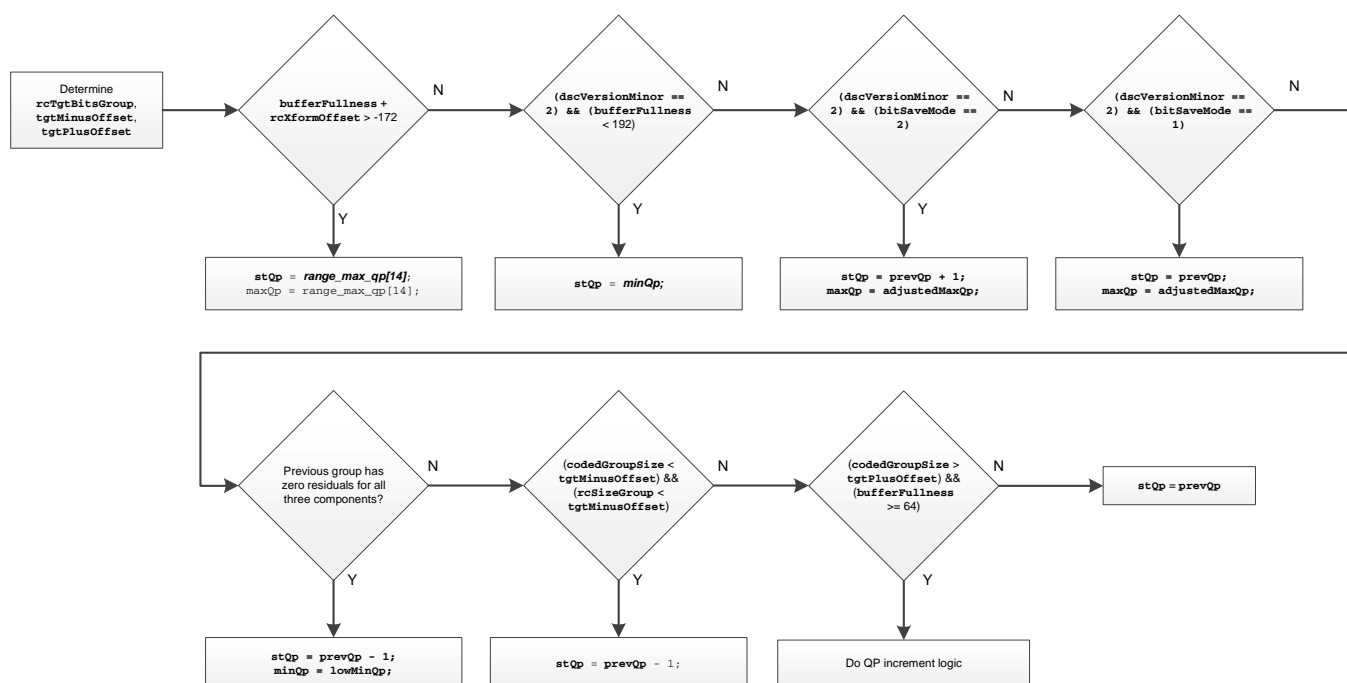 Determine
rcTgtBitsGroup,
tgtMinusOffset,
tgtPlusOffset
bufferFullness +
rcXformOffset > -172
N
Y
stQp = range_max_qp[14];
maxQp = range_max_qp[14];
(dscVersionMinor ==
2) && (bufferFullness
< 192)
N
Y
stQp = minQp;
(dscVersionMinor ==
2) && (bitSaveMode ==
2)
N
Y
stQp = prevQp + 1;
maxQp = adjustedMaxQp;
(dscVersionMinor ==
2) && (bitSaveMode ==
1)
N
Y
stQp = prevQp;
maxQp = adjustedMaxQp;
Previous group has
zero residuals for all
three components?
N
Y
stQp = prevQp - 1;
minQp = lowMinQp;
(codedGroupSize <
tgtMinusOffset) &&
(rcSizeGroup <
tgtMinusOffset)
N
Y
stQp = prevQp - 1;
(codedGroupSize >
tgtPlusOffset) &&
(bufferFullness
>= 64)
N
Y
Do QP increment logic
stQp = prevQp